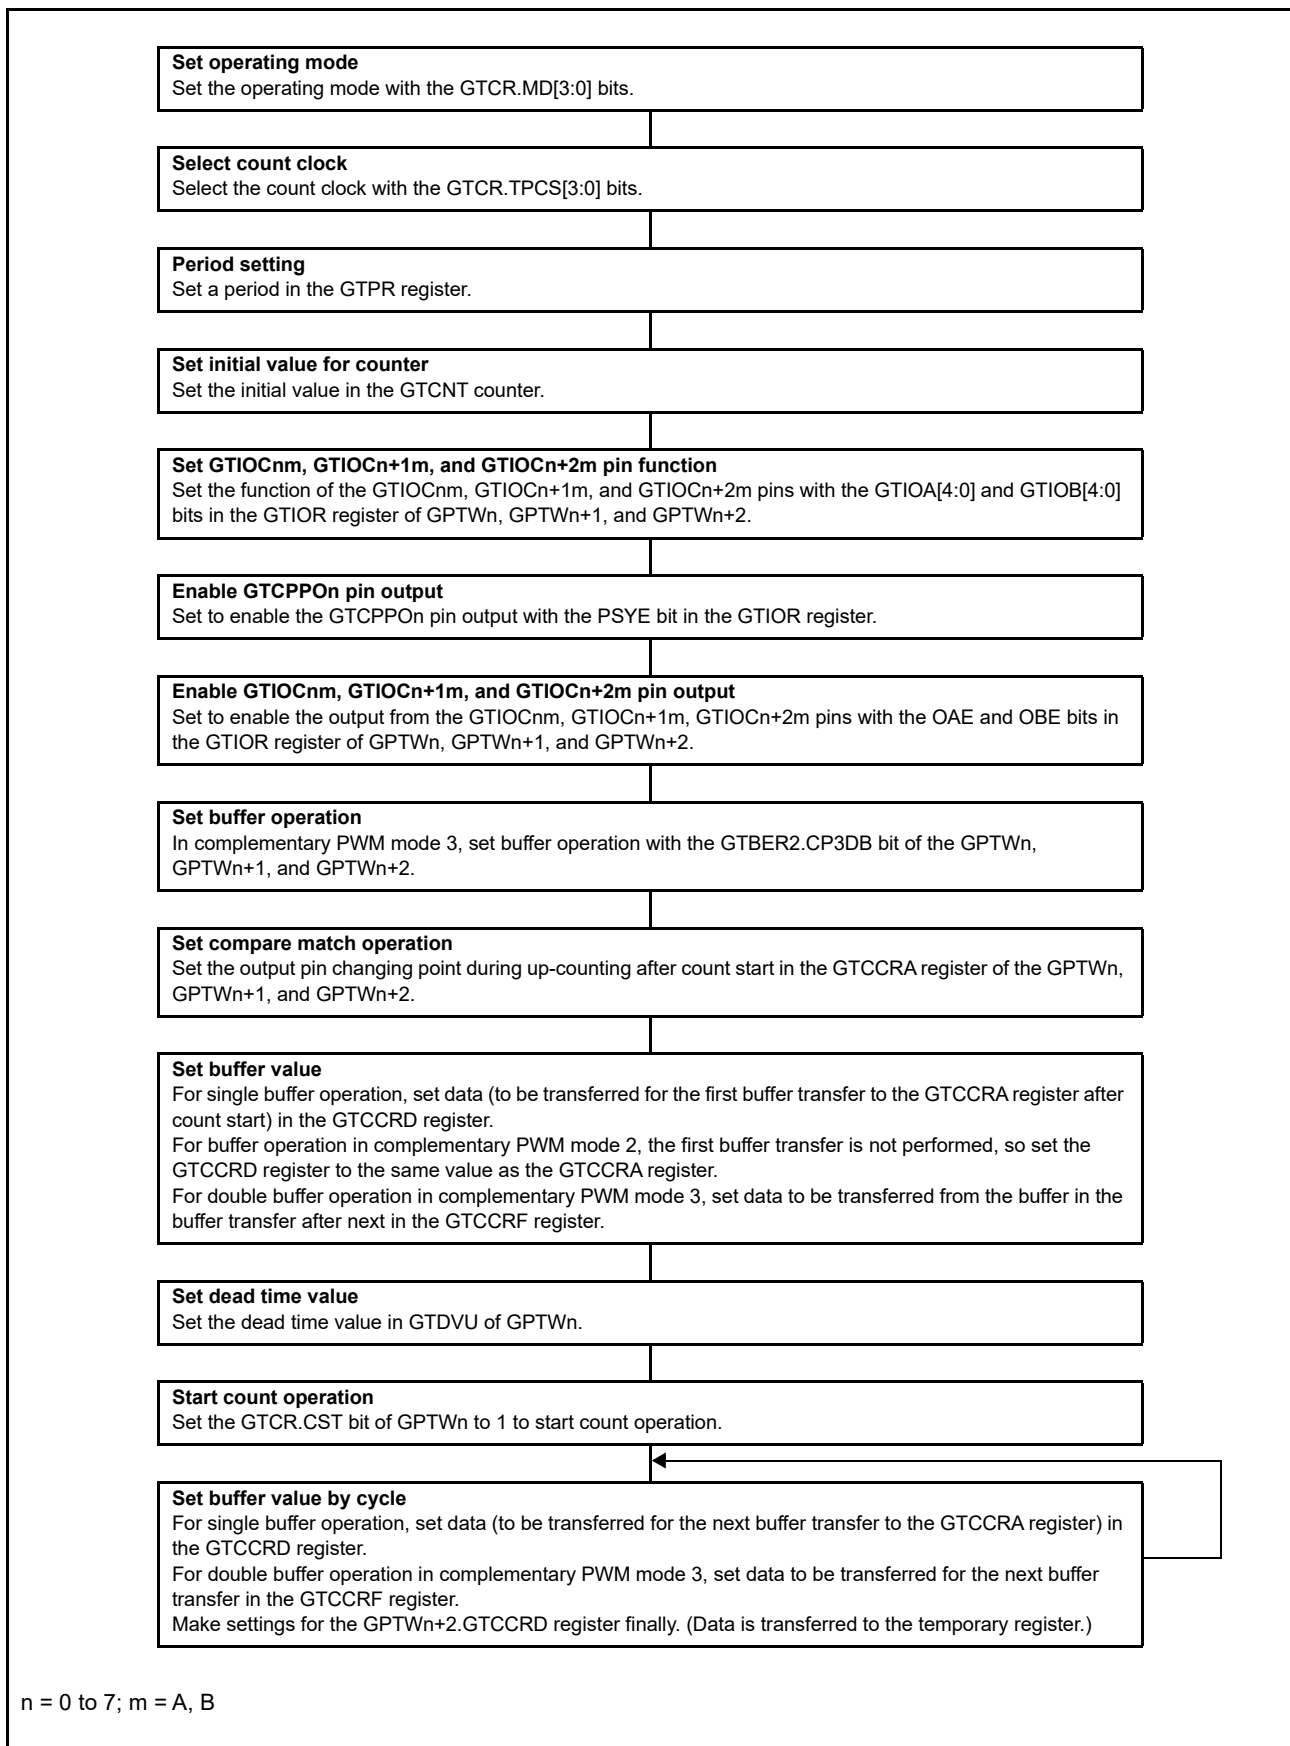 Set operating mode
Set the operating mode with the GTCR.MD[3:0] bits.
Select count clock
Select the count clock with the GTCR.TPCS[3:0] bits.
Period setting
Set a period in the GTPR register.
Set initial value for counter
Set the initial value in the GTCNT counter.
Set GTIOCnm, GTIOCn+1m, and GTIOCn+2m pin function
Set the function of the GTIOCnm, GTIOCn+1m, and GTIOCn+2m pins with the GTIOA[4:0] and GTIOB[4:0]
bits in the GTIOR register of GPTWn, GPTWn+1, and GPTWn+2.
Enable GTCPPOn pin output
Set to enable the GTCPPOn pin output with the PSYE bit in the GTIOR register.
Enable GTIOCnm, GTIOCn+1m, and GTIOCn+2m pin output
Set to enable the output from the GTIOCnm, GTIOCn+1m, GTIOCn+2m pins with the OAE and OBE bits in
the GTIOR register of GPTWn, GPTWn+1, and GPTWn+2.
Set buffer operation
In complementary PWM mode 3, set buffer operation with the GTBER2.CP3DB bit of the GPTWn,
GPTWn+1, and GPTWn+2.
Set compare match operation
Set the output pin changing point during up-counting after count start in the GTCCRA register of the GPTWn,
GPTWn+1, and GPTWn+2.
Set buffer value
For single buffer operation, set data (to be transferred for the first buffer transfer to the GTCCRA register after
count start) in the GTCCRD register.
For buffer operation in complementary PWM mode 2, the first buffer transfer is not performed, so set the
GTCCRD register to the same value as the GTCCRA register.
For double buffer operation in complementary PWM mode 3, set data to be transferred from the buffer in the
buffer transfer after next in the GTCCRF register.
Set dead time value
Set the dead time value in GTDVU of GPTWn.
Start count operation
Set the GTCR.CST bit of GPTWn to 1 to start count operation.
Set buffer value by cycle
For single buffer operation, set data (to be transferred for the next buffer transfer to the GTCCRA register) in
the GTCCRD register.
For double buffer operation in complementary PWM mode 3, set data to be transferred for the next buffer
transfer in the GTCCRF register.
Make settings for the GPTWn+2.GTCCRD register finally. (Data is transferred to the temporary register.)
n = 0 to 7; m = A, B